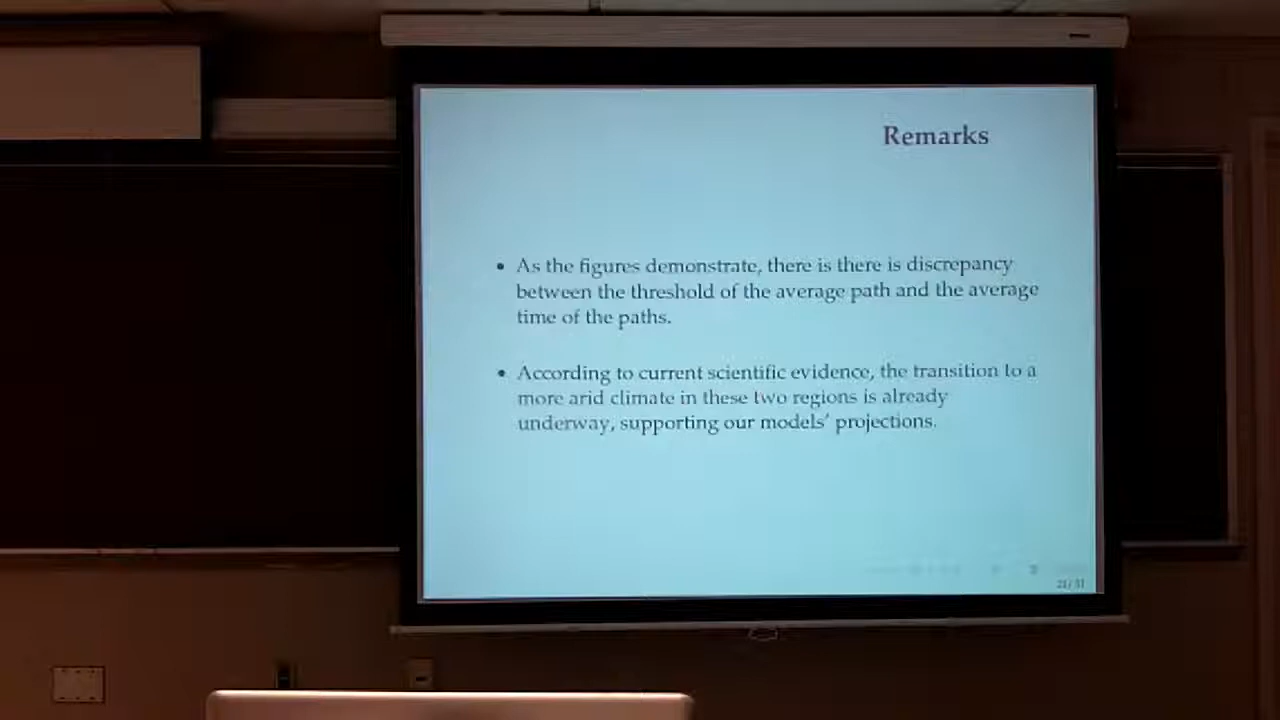 Remarks
• As the figures demonstrate, there is there is discrepancy
between the threshold of the average path and the average
time of the paths.
• According to current scientific evidence, the transition to a
more arid climate in these two regions is already
underway, supporting our models' projections.